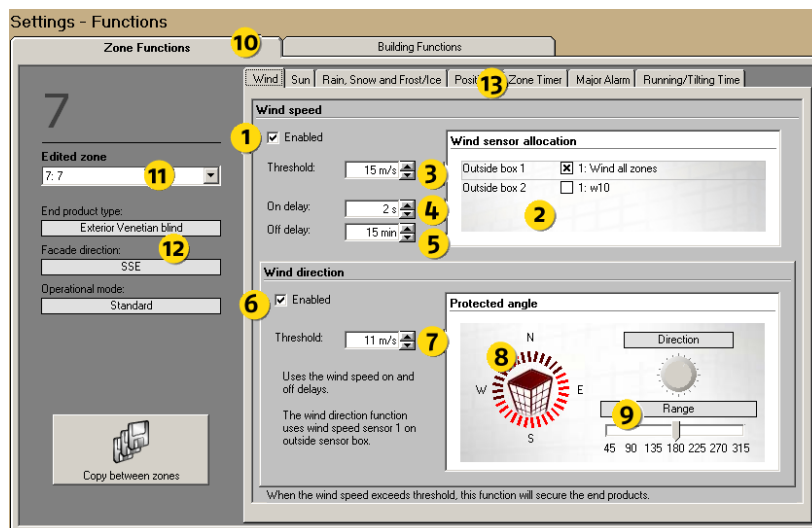 Settings - Functions
Zone Functions
10
Building Functions
Wind
Sun
Rain, Snow and Frost/Ice
Positi
13
Zone Timer
Major Alarm
Running/Tilting Time
7
Edited zone
7: 7
11
End product type:
Exterior Venetian blind
Facade direction:
12
SSE
Operational mode:
Standard
Copy between zones
Wind speed
1
Enabled
Threshold:
15 m/s
3
On delay:
2 s
4
Off delay:
15 min
5
Wind sensor allocation
Outside box 1
1: Wind all zones
Outside box 2
1: w10
2
Wind direction
6
Enabled
Threshold:
11 m/s
7
Uses the wind speed on and
off delays.
The wind direction function
uses wind speed sensor 1 on
outside sensor box.
Protected angle
8
N
W
E
S
Direction
Range
9
45 90 135 180 225 270 315
When the wind speed exceeds threshold, this function will secure the end products.